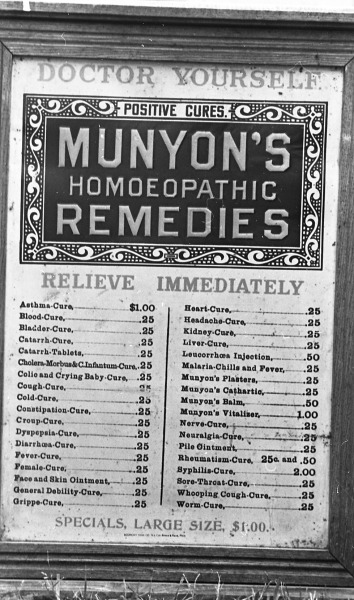 DOCTOR YOURSELF
POSITIVE CURES.
MUNYON'S
HOMOEOPATHIC
REMEDIES
RELIEVE IMMEDIATELY
Asthma-Cure, $1.00
Blood-Cure, .25
Bladder-Cure, .25
Catarrh-Cure, .25
Catarrh-Tablets, .25
Cholera-Morbus & C. Infantum-Cure, .25
Colic and Crying Baby-Cure, .25
Cough-Cure, .25
Cold-Cure, .25
Constipation-Cure, .25
Croup-Cure, .25
Dyspepsia-Cure, .25
Diarrhœa-Cure, .25
Fever-Cure, .25
Female-Cure, .25
Face and Skin Ointment, .25
General Debility-Cure, .25
Grippe-Cure, .25
Heart-Cure, .25
Headache-Cure, .25
Kidney-Cure, .25
Liver-Cure, .25
Leucorrhœa Injection, .50
Malaria-Chills and Fever, .25
Munyon's Plasters, .25
Munyon's Cathartic, .25
Munyon's Balm, .50
Munyon's Vitalizer, 1.00
Nerve-Cure, .25
Neuralgia-Cure, .25
Pile Ointment, .25
Rheumatism-Cure, 25c. and .50
Syphilis-Cure, 2.00
Sore-Throat-Cure, .25
Whooping Cough-Cure, .25
Worm-Cure, .25
SPECIALS, LARGE SIZE, $1.00.